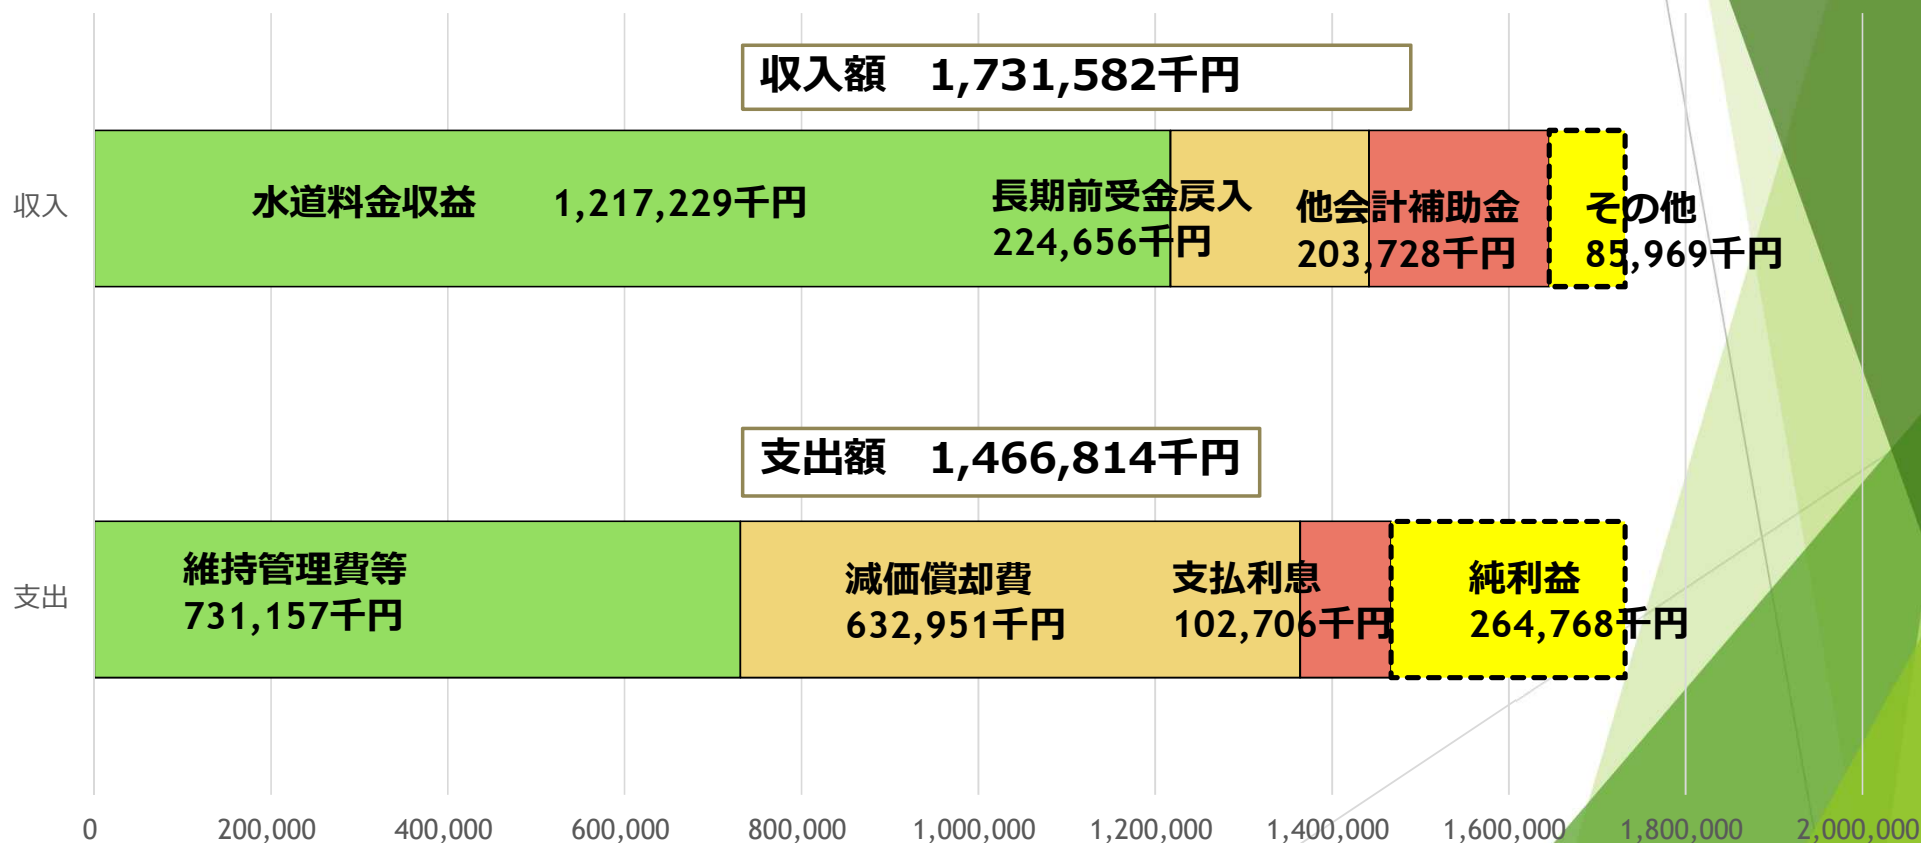 収入額　1,731,582千円
収入
水道料金収益　1,217,229千円
長期前受金戻入
224,656千円
他会計補助金
203,728千円
その他
85,969千円
支出額　1,466,814千円
支出
維持管理費等
731,157千円
減価償却費
632,951千円
支払利息
102,706千円
純利益
264,768千円
0 200,000 400,000 600,000 800,000 1,000,000 1,200,000 1,400,000 1,600,000 1,800,000 2,000,000